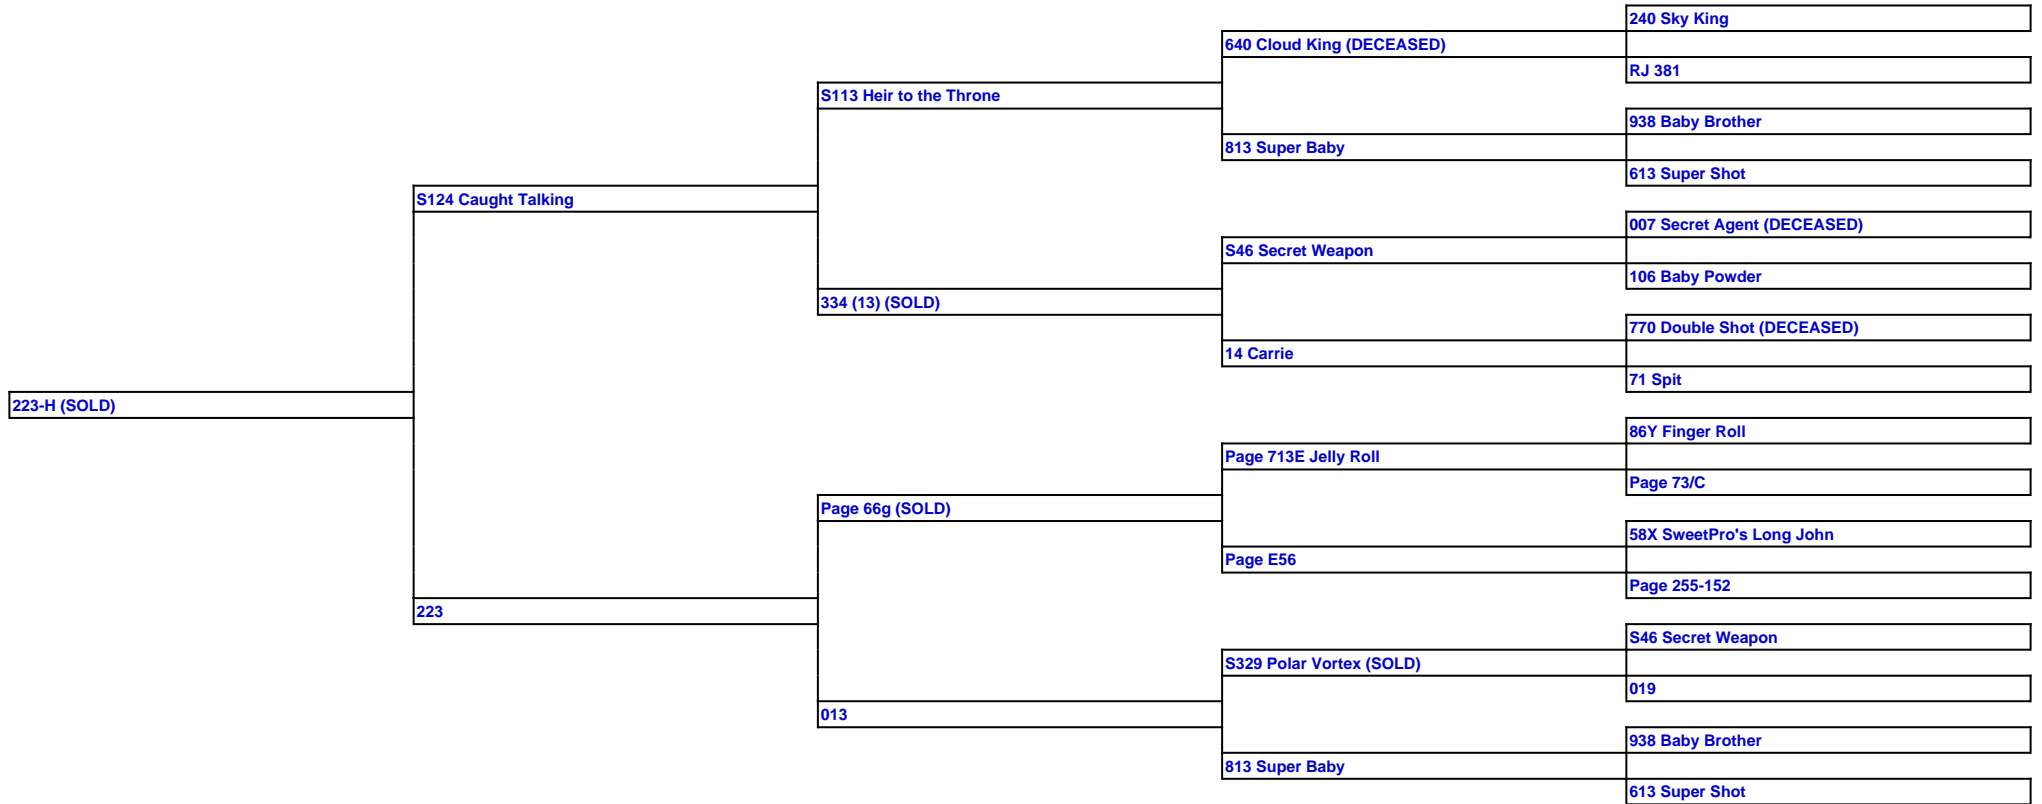 240 Sky King
640 Cloud King (DECEASED)
RJ 381
S113 Heir to the Throne
938 Baby Brother
813 Super Baby
613 Super Shot
S124 Caught Talking
007 Secret Agent (DECEASED)
S46 Secret Weapon
106 Baby Powder
334 (13) (SOLD)
770 Double Shot (DECEASED)
14 Carrie
71 Spit
223-H (SOLD)
86Y Finger Roll
Page 713E Jelly Roll
Page 73/C
Page 66g (SOLD)
58X SweetPro's Long John
Page E56
Page 255-152
223
S46 Secret Weapon
S329 Polar Vortex (SOLD)
019
013
938 Baby Brother
813 Super Baby
613 Super Shot